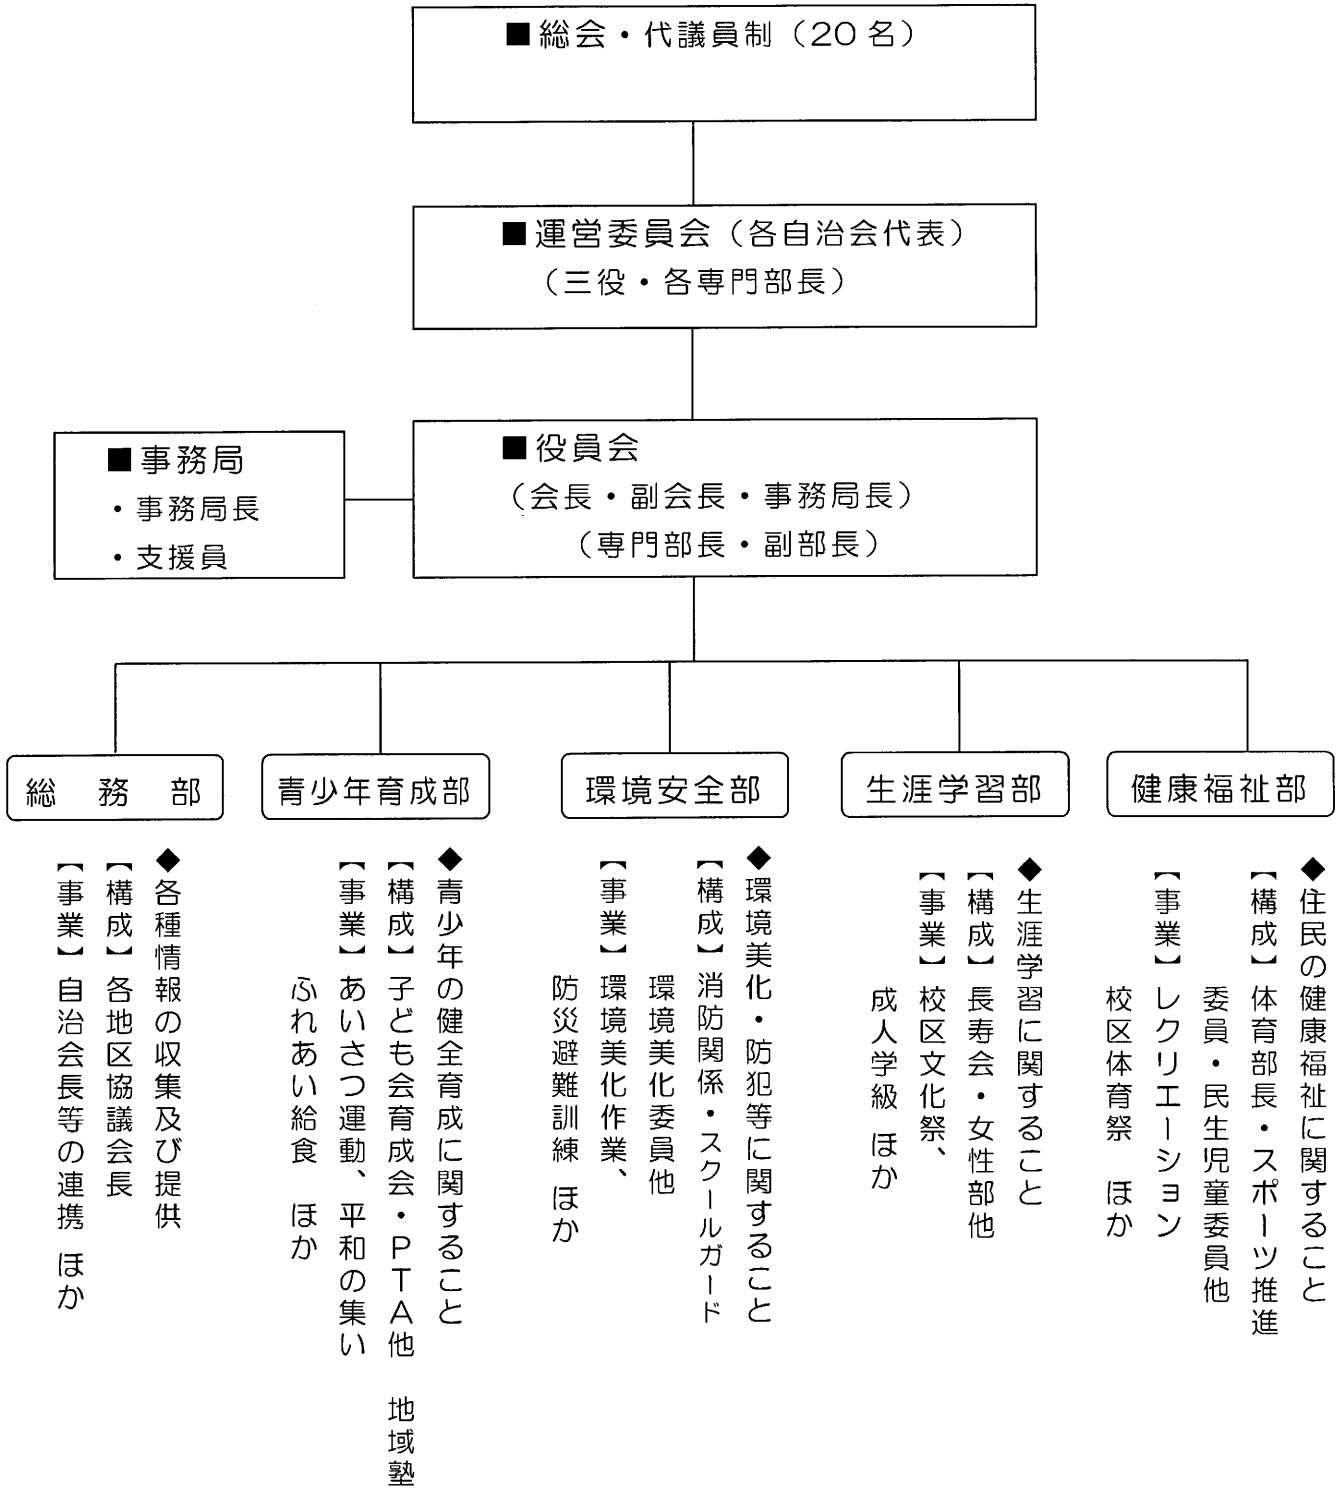 ■総会・代議員制（20名）
■運営委員会（各自治会代表）
（三役・各専門部長）
■事務局
・事務局長
・支援員
■役員会
（会長・副会長・事務局長）
（専門部長・副部長）
総　務　部
◆各種情報の収集及び提供
【構成】各地区協議会長
【事業】自治会長等の連携 ほか
青少年育成部
◆青少年の健全育成に関すること
【構成】子ども会育成会・PTA他　地域塾
【事業】あいさつ運動、平和の集い
ふれあい給食　ほか
環境安全部
◆環境美化・防犯等に関すること
【構成】消防関係・スクールガード
環境美化委員他
【事業】環境美化作業、
防災避難訓練 ほか
生涯学習部
◆生涯学習に関すること
【構成】長寿会・女性部他
【事業】校区文化祭、
成人学級 ほか
健康福祉部
◆住民の健康福祉に関すること
【構成】体育部長・スポーツ推進
委員・民生児童委員他
【事業】レクリエーション
校区体育祭　ほか